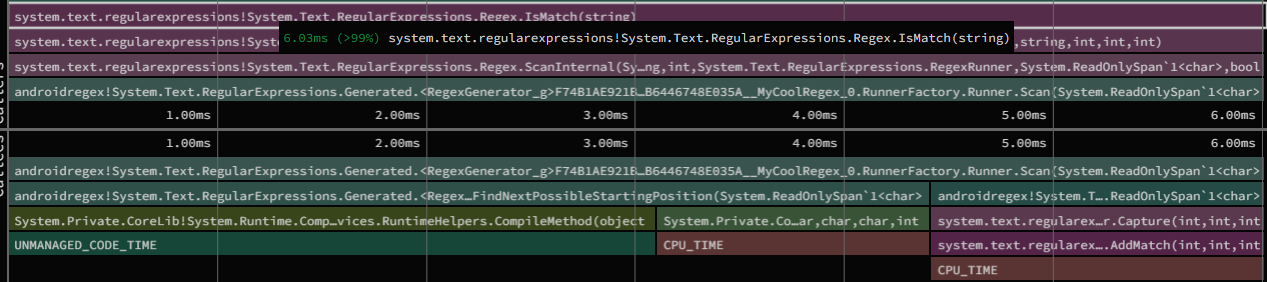 system.text.regularexpressions!System.Text.RegularExpressions.Regex.IsMatch(string)
6.03ms (>99%) system.text.regularexpressions!System.Text.RegularExpressions.Regex.IsMatch(string)
system.text.regularexpressions!Syst ,string,int,int,int)
system.text.regularexpressions!System.Text.RegularExpressions.Regex.ScanInternal(Sy…ng,int,System.Text.RegularExpressions.RegexRunner,System.ReadOnlySpan`1<char>,bool
androidregex!System.Text.RegularExpressions.Generated.<RegexGenerator_g>F74B1AE921B…B6446748E035A__MyCoolRegex_0.RunnerFactory.Runner.Scan(System.ReadOnlySpan`1<char>
1.00ms 2.00ms 3.00ms 4.00ms 5.00ms 6.00ms
1.00ms 2.00ms 3.00ms 4.00ms 5.00ms 6.00ms
androidregex!System.Text.RegularExpressions.Generated.<RegexGenerator_g>F74B1AE921B…B6446748E035A__MyCoolRegex_0.RunnerFactory.Runner.Scan(System.ReadOnlySpan`1<char>
androidregex!System.Text.RegularExpressions.Generated.<Regex…FindNextPossibleStartingPosition(System.ReadOnlySpan`1<char> androidregex!System.T….ReadOnlySpan`1<char>
System.Private.CoreLib!System.Runtime.Comp…vices.RuntimeHelpers.CompileMethod(object System.Private.Co…ar,char,char,int system.text.regularex…r.Capture(int,int,int
UNMANAGED_CODE_TIME CPU_TIME system.text.regularex….AddMatch(int,int,int
CPU_TIME